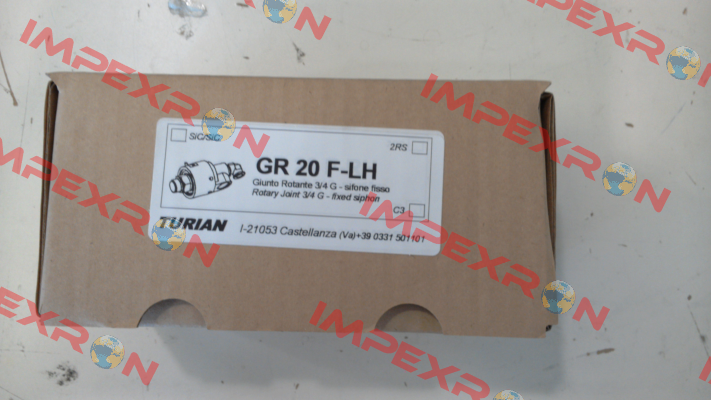 SiC/SiC
2RS
GR 20 F-LH
Giunto Rotante 3/4 G - sifone fisso
Rotary Joint 3/4 G - fixed siphon
C3
TURIAN
I-21053 Castellanza (Va)+39 0331 501101
IMPEXRON
IMPEXRON
IMPEXRON
IMPEXRON
IMPEXRON
IMPEXRON